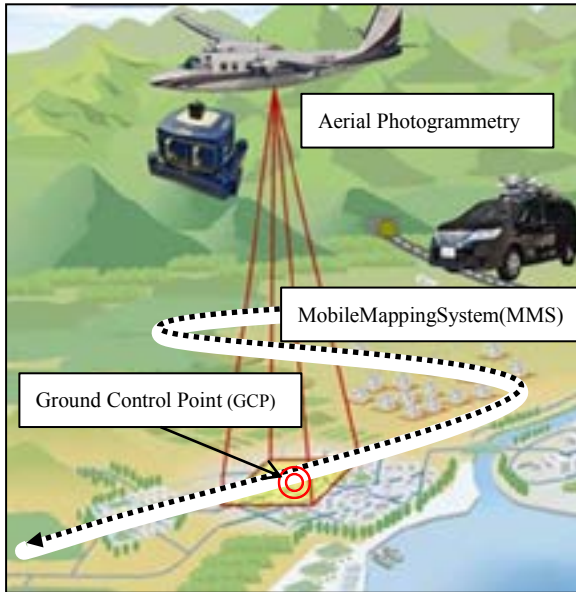 Aerial Photogrammetry
MobileMappingSystem(MMS)
Ground Control Point (GCP)